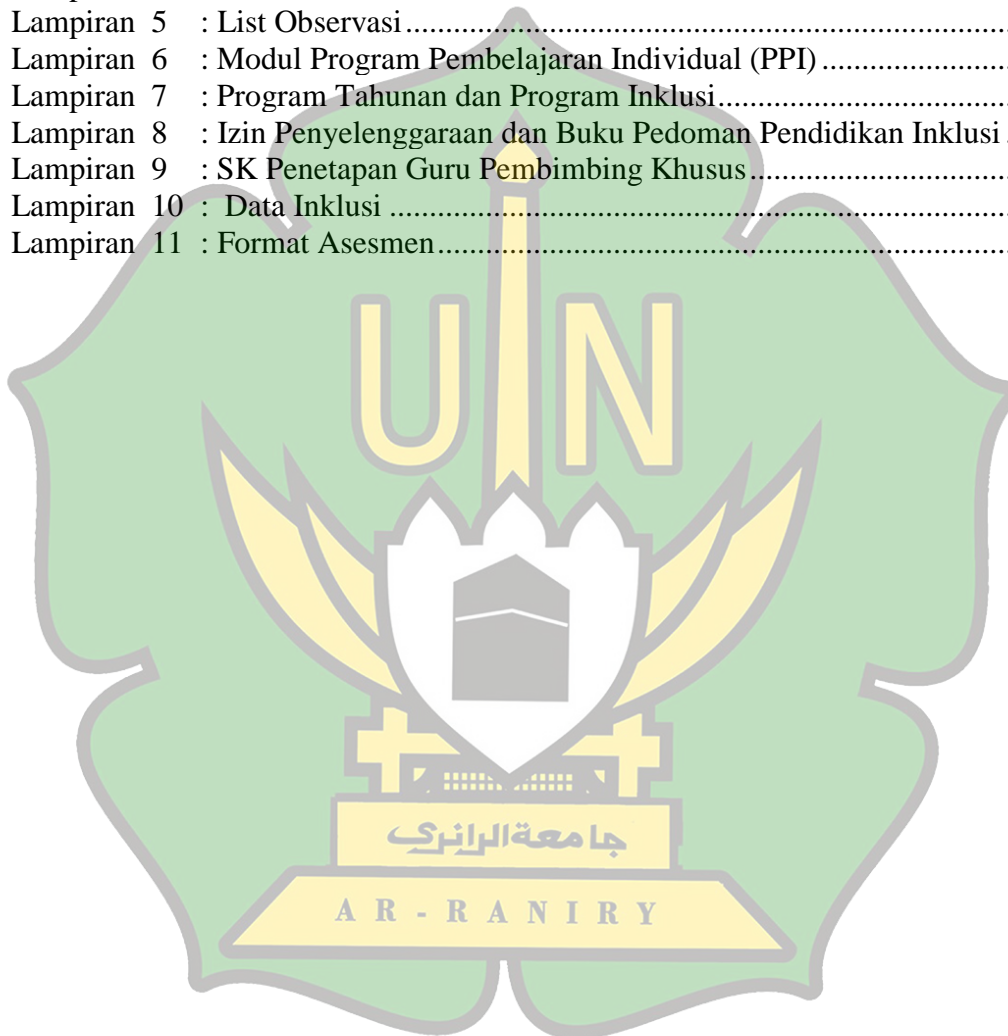 Lampiran 5 : List Observasi........................................................................
Lampiran 6 : Modul Program Pembelajaran Individual (PPI)......................
Lampiran 7 : Program Tahunan dan Program Inklusi...................................
Lampiran 8 : Izin Penyelenggaraan dan Buku Pedoman Pendidikan Inklusi.
Lampiran 9 : SK Penetapan Guru Pembimbing Khusus..............................
Lampiran 10 : Data Inklusi..........................................................................
Lampiran 11 : Format Asesmen...................................................................
UIN
جامعةالرانري
AR-RANIRY